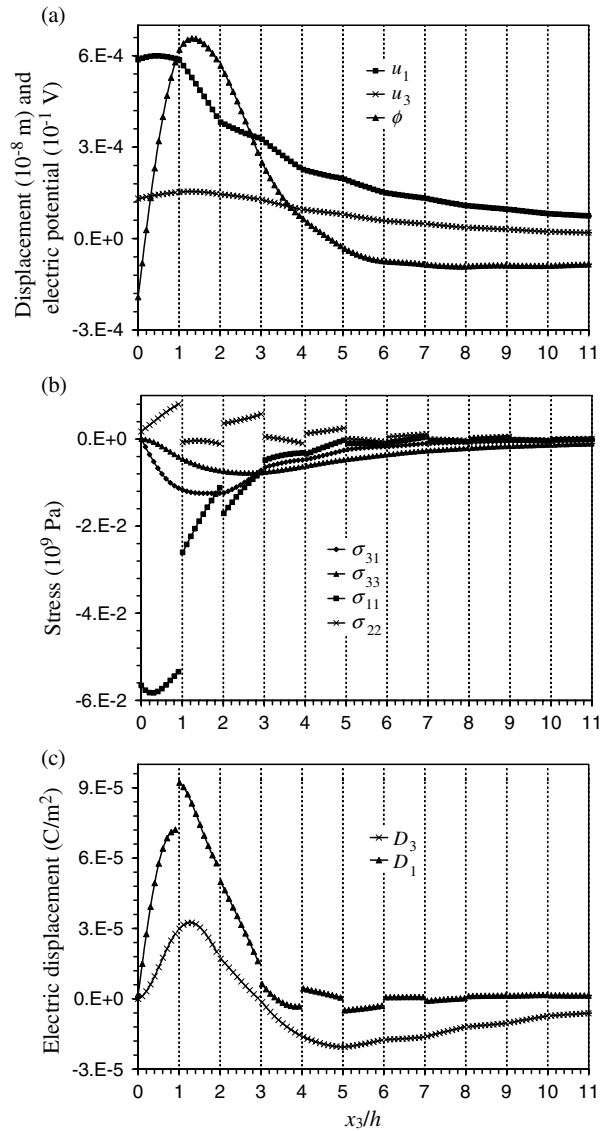 (a)
6.E-4
3.E-4
0.E+0
-3.E-4
Displacement (10⁻⁸ m) and
electric potential (10⁻¹ V)
u₁
u₃
ϕ
0 1 2 3 4 5 6 7 8 9 10 11
(b)
0.E+0
-2.E-2
-4.E-2
-6.E-2
Stress (10⁹ Pa)
σ₃₁
σ₃₃
σ₁₁
σ₂₂
0 1 2 3 4 5 6 7 8 9 10 11
(c)
9.E-5
6.E-5
3.E-5
0.E+0
-3.E-5
Electric displacement (C/m²)
D₃
D₁
0 1 2 3 4 5 6 7 8 9 10 11
x₃/h